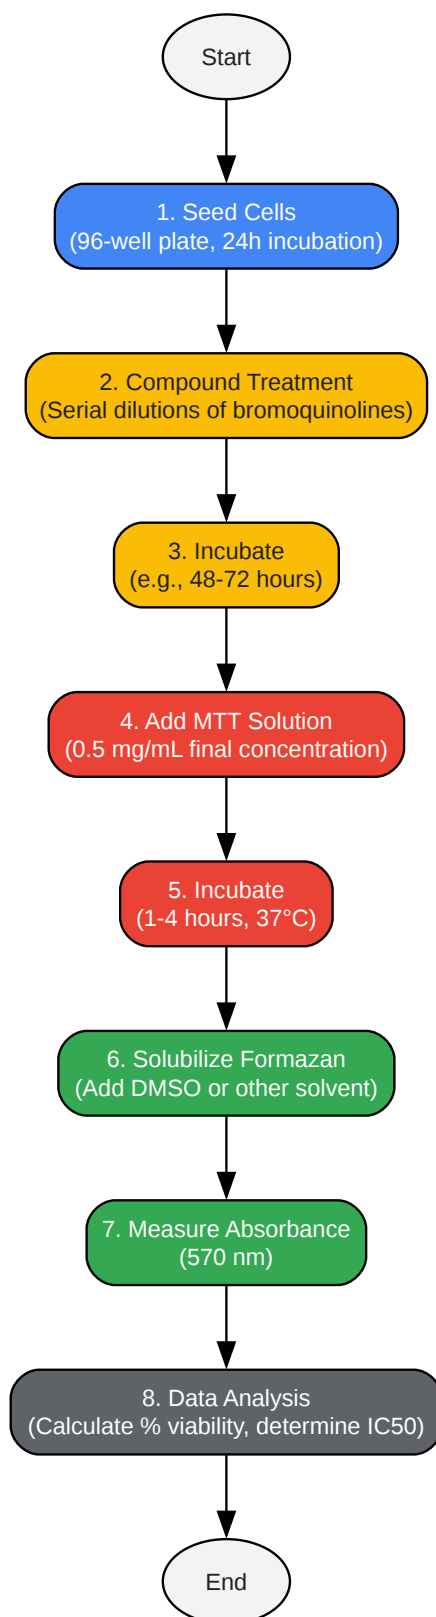 Start
1. Seed Cells
(96-well plate, 24h incubation)
2. Compound Treatment
(Serial dilutions of bromoquinolines)
3. Incubate
(e.g., 48-72 hours)
4. Add MTT Solution
(0.5 mg/mL final concentration)
5. Incubate
(1-4 hours, 37°C)
6. Solubilize Formazan
(Add DMSO or other solvent)
7. Measure Absorbance
(570 nm)
8. Data Analysis
(Calculate % viability, determine IC50)
End